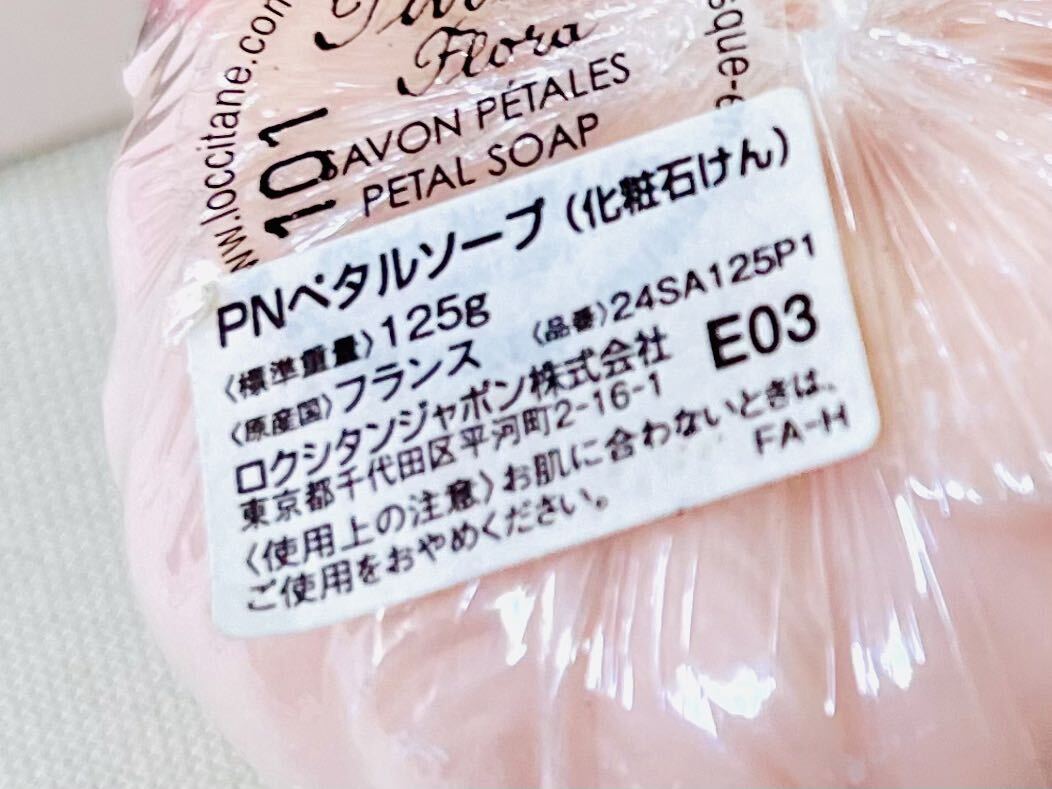 www.loccitane.com
Flora
101
SAVON PÉTALES
PETAL SOAP
PNペタルソープ（化粧石けん）
〈標準重量〉125g 〈品番〉24SA125P1
〈原産国〉フランス
E03
ロクシタンジャポン株式会社
東京都千代田区平河町2-16-1
FA-H
〈使用上の注意〉お肌に合わないときは、
ご使用をおやめください。